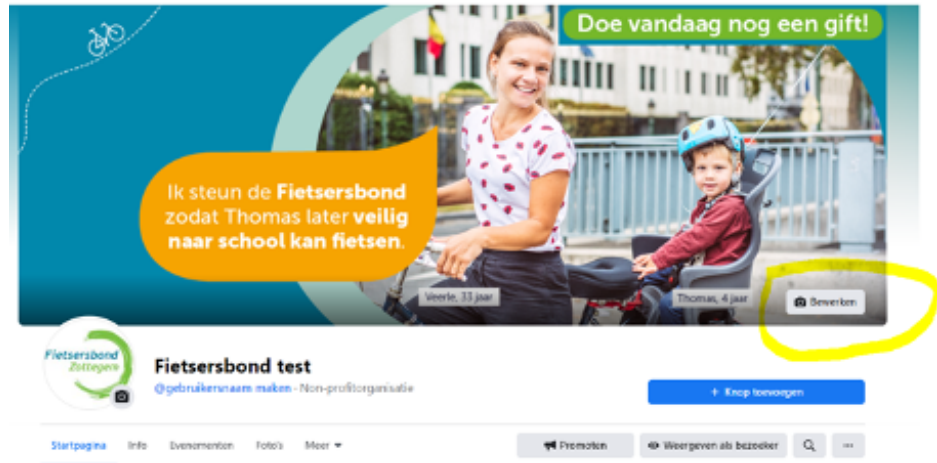 Doe vandaag nog een gift!
Ik steun de Fietsersbond
zodat Thomas later veilig
naar school kan fietsen.
Veerle, 33 jaar
Thomas, 4 jaar
Bewerken
Fietsersbond
Zottegem
Fietsersbond test
@gebruikersnaam maken - Non-profitorganisatie
+ Knop toevoegen
Startpagina Info Evenementen Foto's Meer
Promoten Weergeven als bezoeker ...